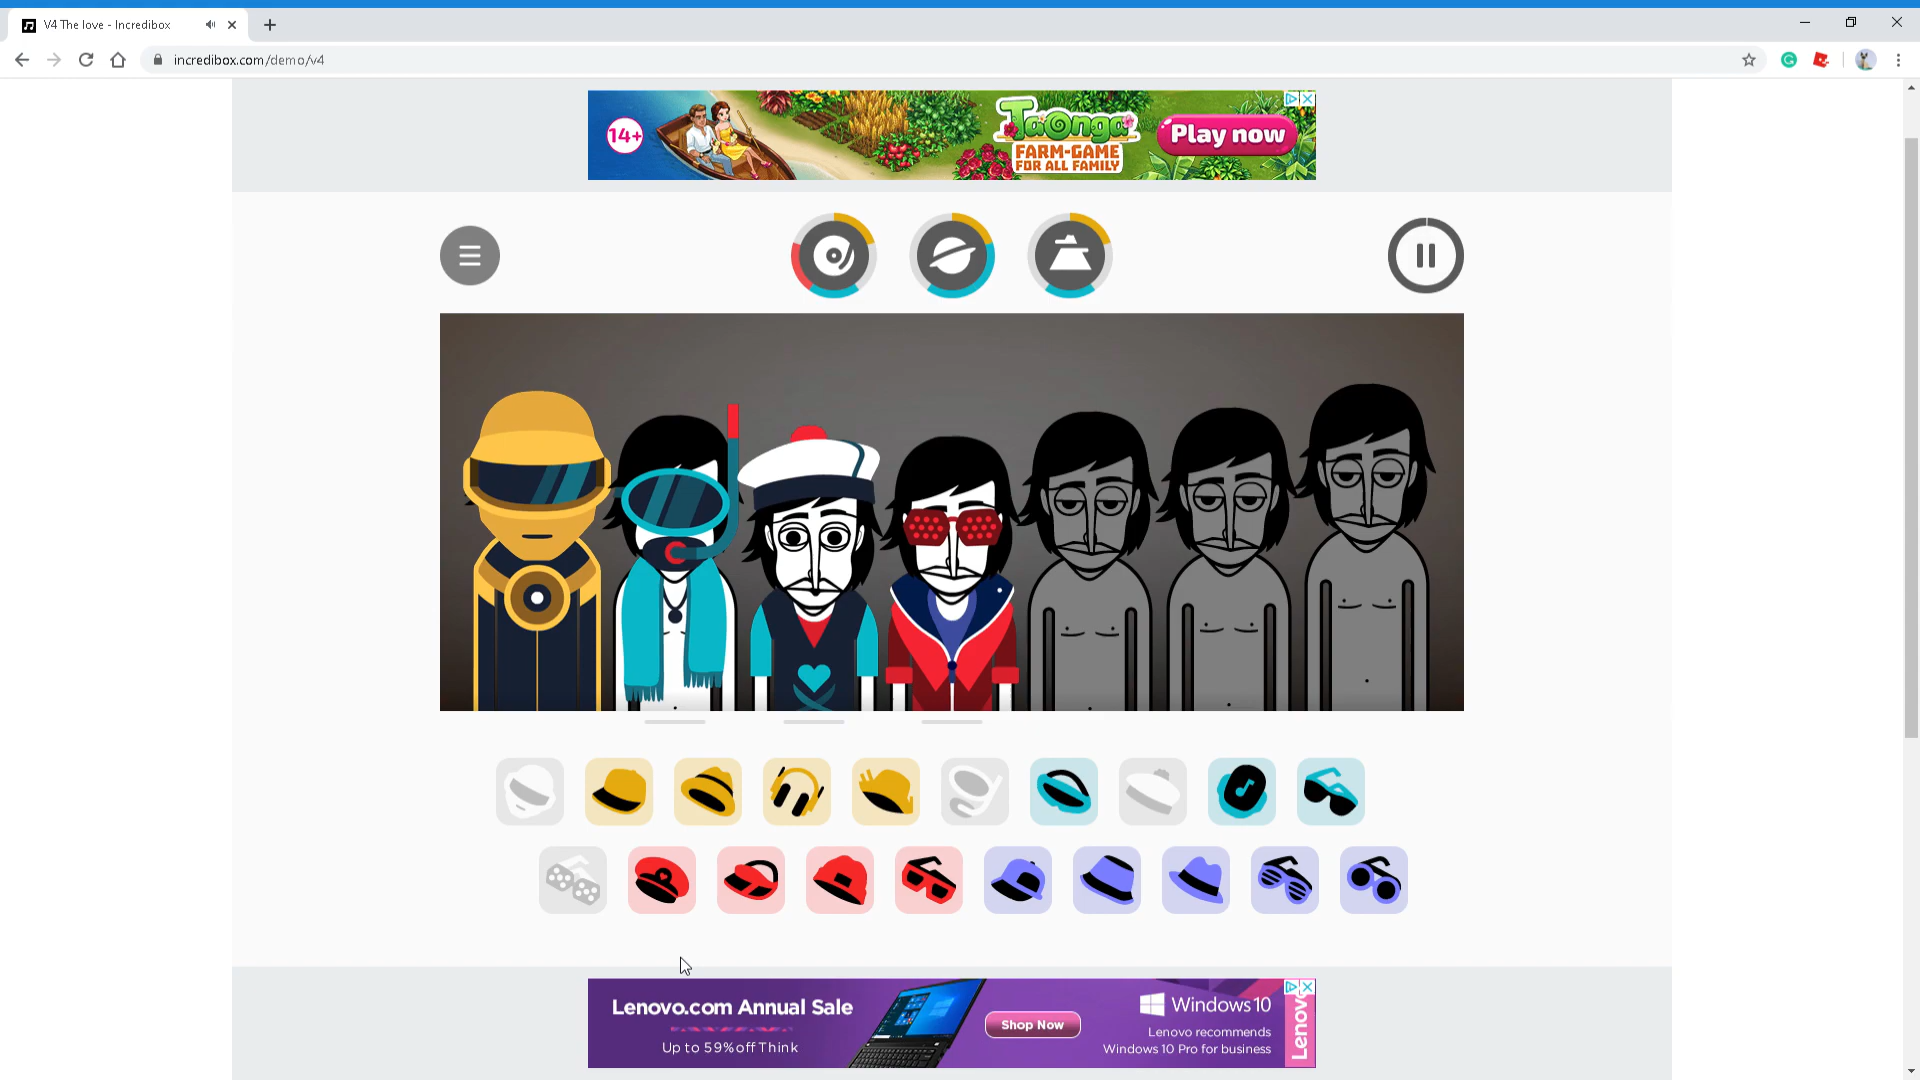 V4 The love - Incredibox
incredibox.com/demo/v4
14+
TaOnga
FARM-GAME
FOR ALL FAMILY
Play now
Lenovo.com Annual Sale
Up to 59% off Think
Shop Now
Windows 10
Lenovo recommends
Windows 10 Pro for business
Lenovo